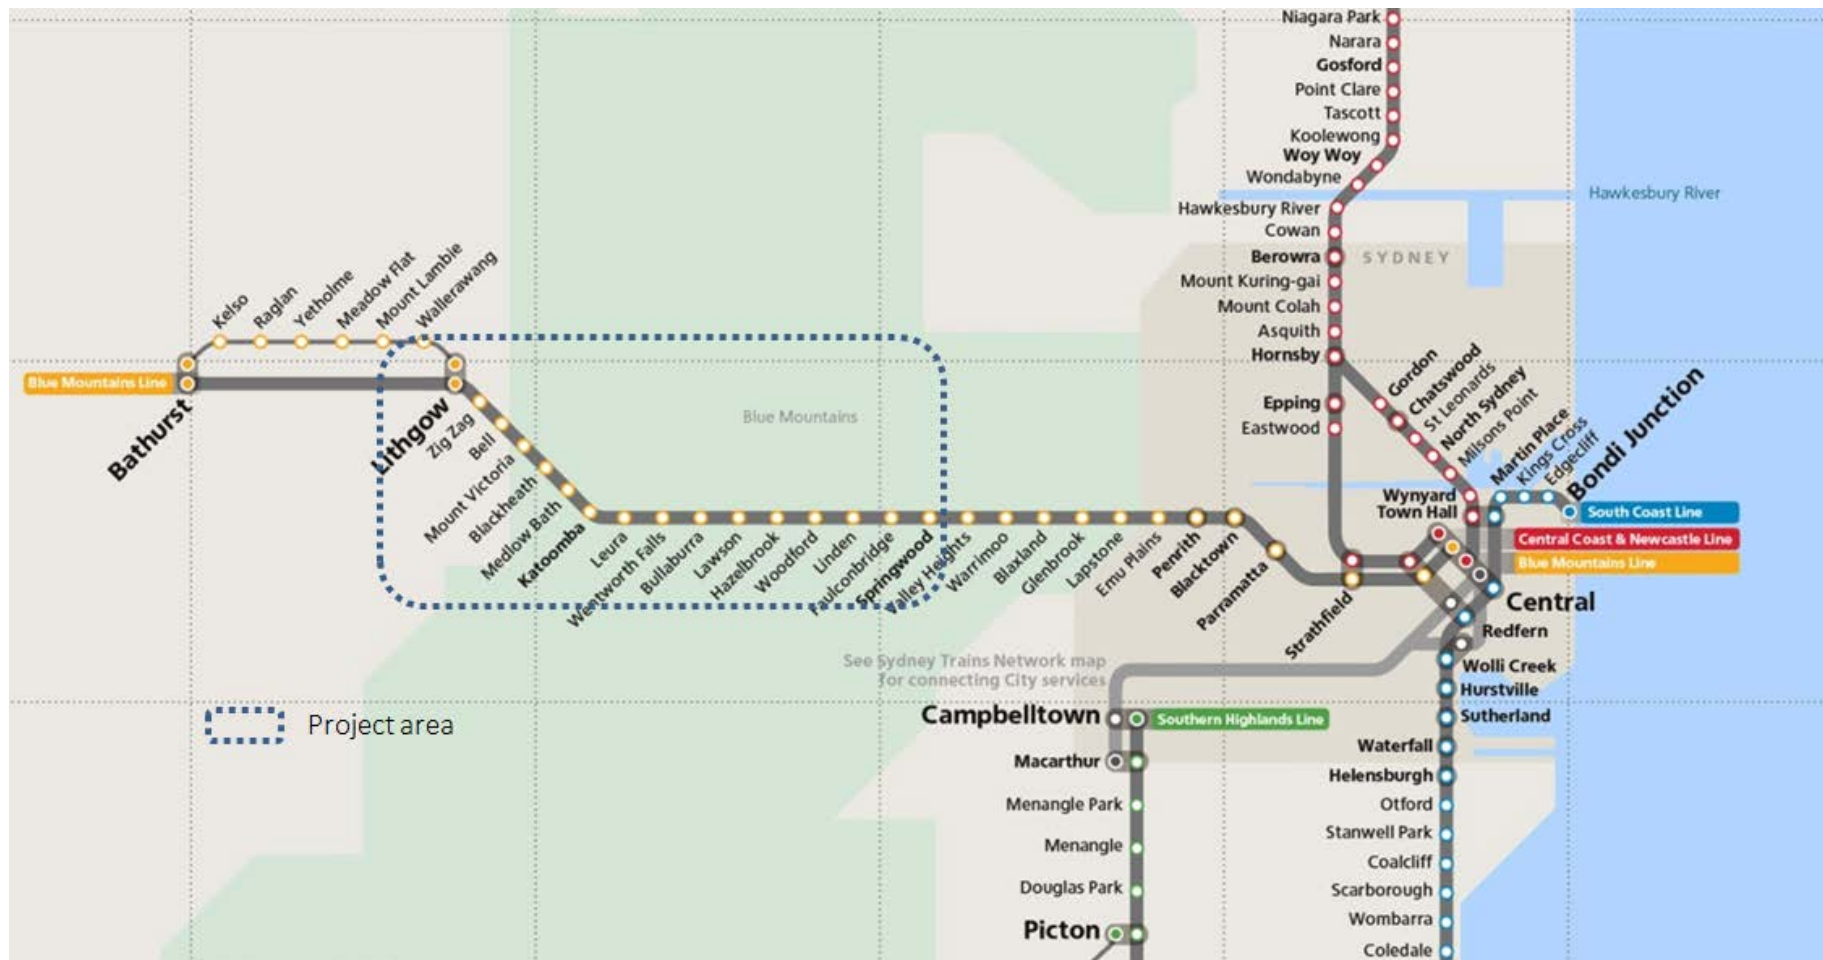 Niagara Park
Narara
Gosford
Point Clare
Tascott
Koolewong
Woy Woy
Wondabyne
Hawkesbury River
Hawkesbury River
Cowan
Berowra
SYDNEY
Mount Kuring-gai
Mount Colah
Asquith
Hornsby
Epping
Eastwood
Gordon
Chatswood
St Leonards
North Sydney
Milsons Point
Wynyard
Town Hall
Martin Place
Kings Cross
Edgecliff
Bondi Junction
South Coast Line
Central Coast & Newcastle Line
Blue Mountains Line
Kelso
Raglan
Yetholme
Meadow Flat
Mount Lambie
Wallerawang
Blue Mountains Line
Bathurst
Lithgow
Zig Zag
Bell
Mount Victoria
Blackheath
Medlow Bath
Katoomba
Blue Mountains
Leura
Wentworth Falls
Bullaburra
Lawson
Hazelbrook
Woodford
Linden
Faulconbridge
Springwood
Valley Heights
Warrimoo
Blaxland
Glenbrook
Lapstone
Emu Plains
Penrith
Blacktown
Parramatta
Strathfield
Central
Redfern
Wolli Creek
Hurstville
Sutherland
Waterfall
Helensburgh
Otford
Stanwell Park
Coalcliff
Scarborough
Wombarra
Coledale
See Sydney Trains Network map
for connecting City services
Campbelltown
Southern Highlands Line
Macarthur
Menangle Park
Menangle
Douglas Park
Picton
Project area